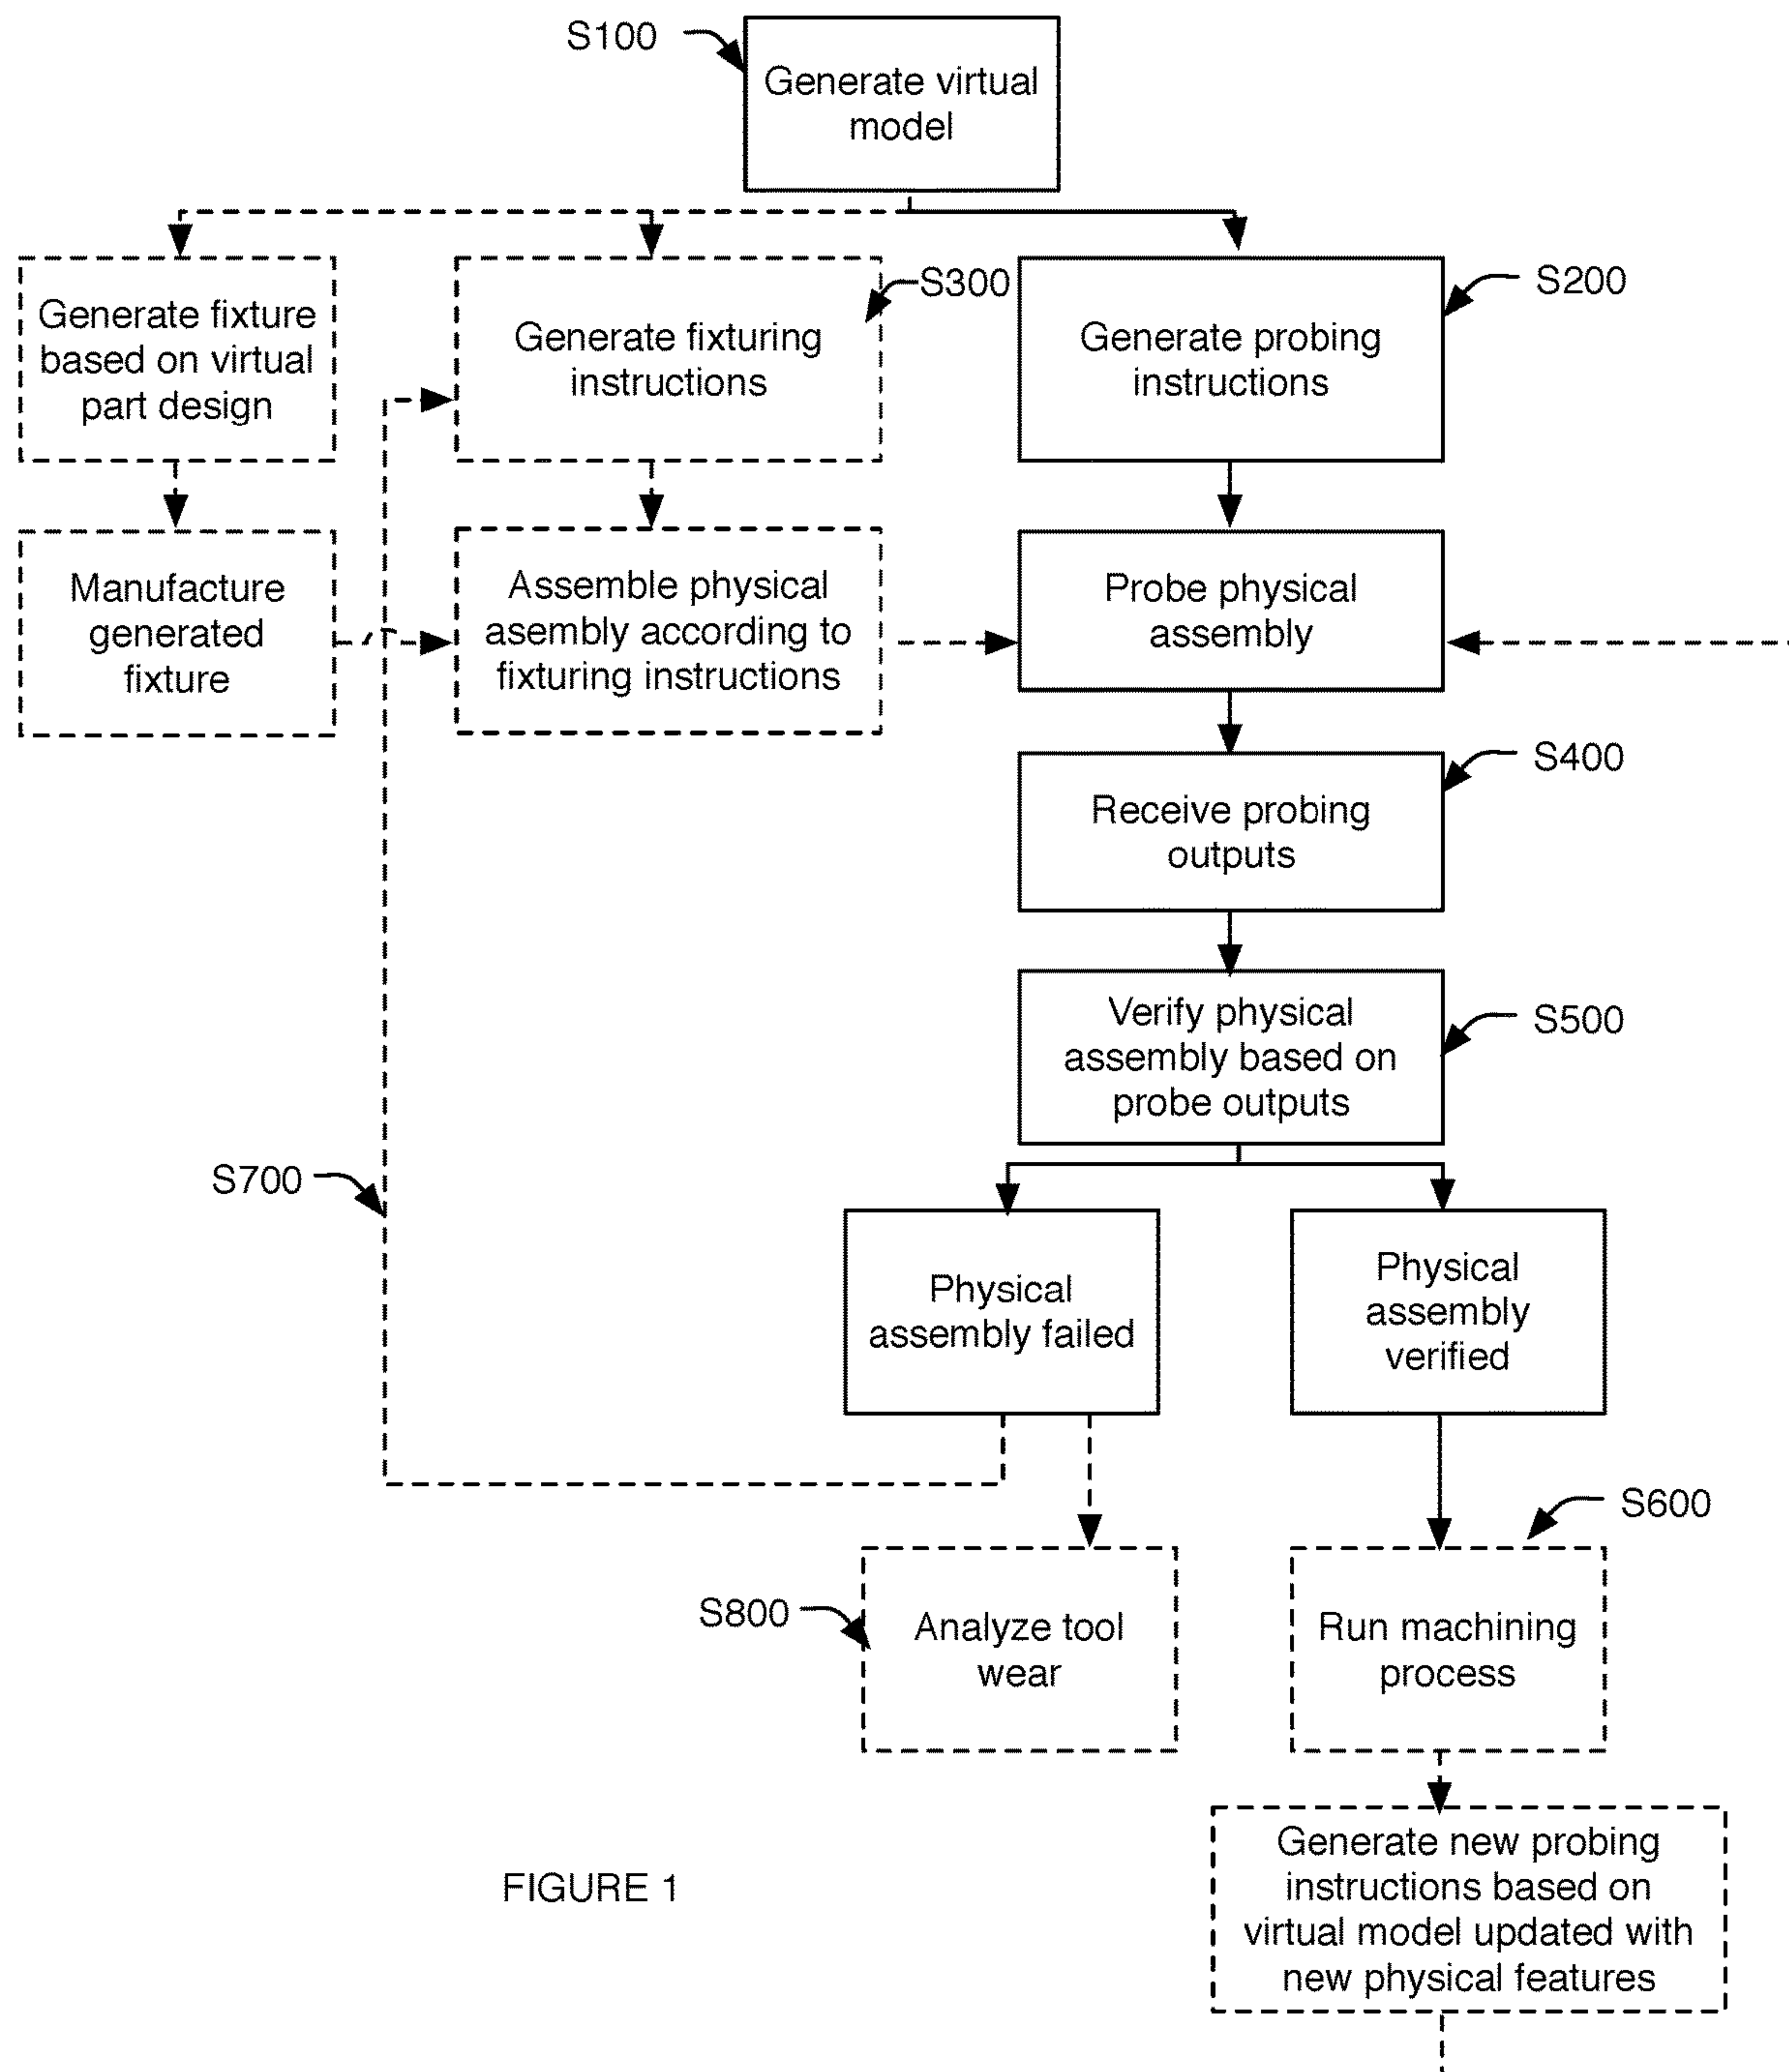 S100
Generate virtual
model
Generate fixture
based on virtual
part design
Generate fixturing
instructions
S300
Generate probing
instructions
S200
Manufacture
generated
fixture
Assemble physical
asembly according to
fixturing instructions
Probe physical
assembly
Receive probing
outputs
S400
Verify physical
assembly based on
probe outputs
S500
S700
Physical
assembly failed
Physical
assembly
verified
S600
S800
Analyze tool
wear
Run machining
process
Generate new probing
instructions based on
virtual model updated with
new physical features
FIGURE 1